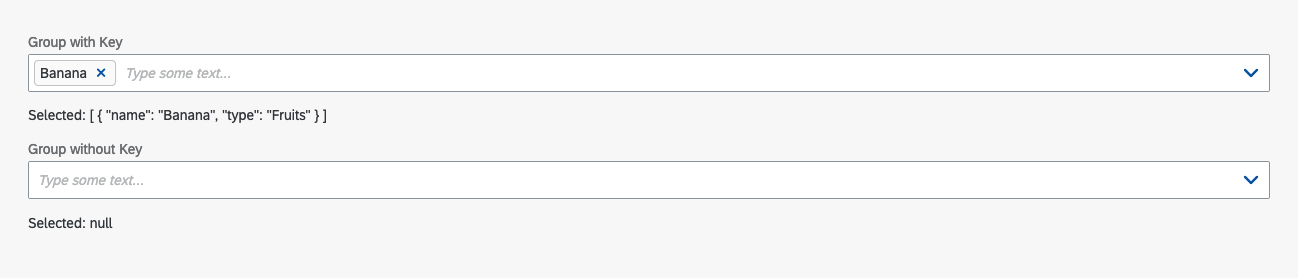 Group with Key
Banana × Type some text...
Selected: [ { "name": "Banana", "type": "Fruits" } ]
Group without Key
Type some text...
Selected: null